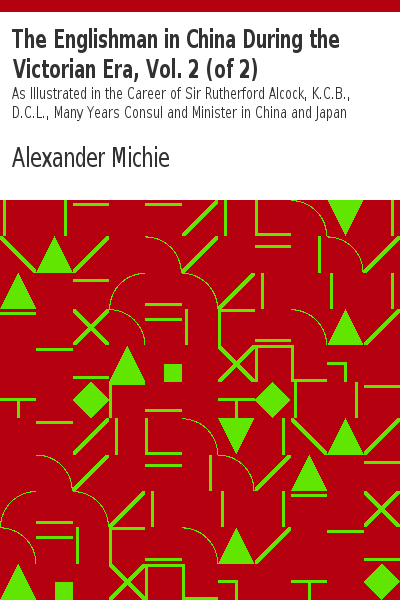 The Englishman in China During the
Victorian Era, Vol. 2 (of 2)
As Illustrated in the Career of Sir Rutherford Alcock, K.C.B.,
D.C.L., Many Years Consul and Minister in China and Japan
Alexander Michie